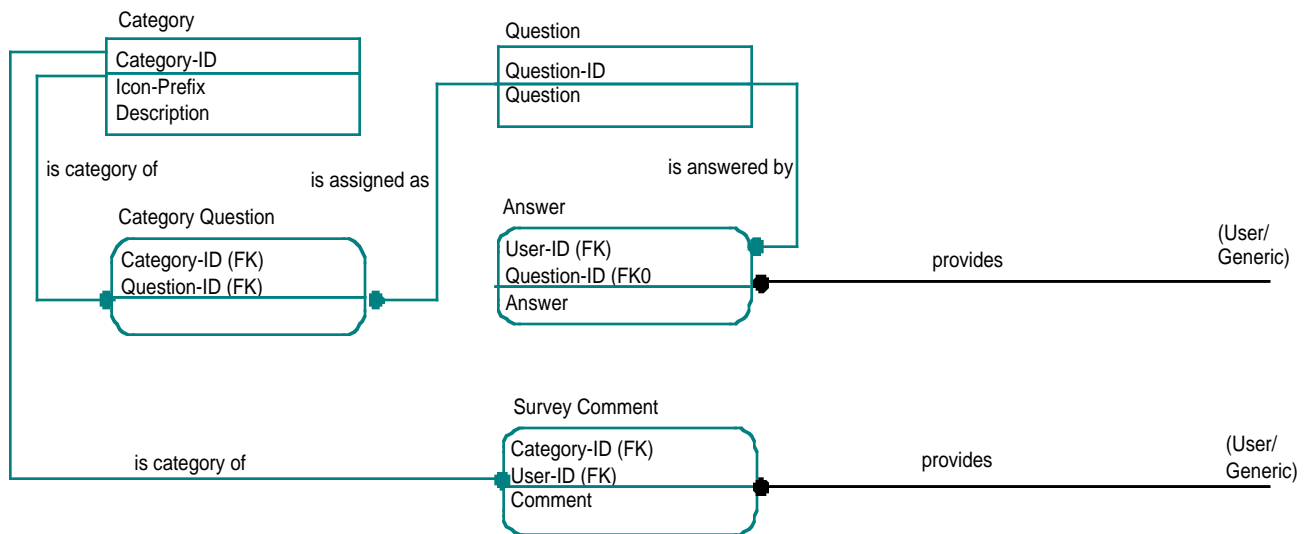 Category
Category-ID
Icon-Prefix
Description
Question
Question-ID
Question
is category of
is assigned as
is answered by
Category Question
Category-ID (FK)
Question-ID (FK)
Answer
User-ID (FK)
Question-ID (FK0
Answer
provides
(User/
Generic)
Survey Comment
Category-ID (FK)
User-ID (FK)
Comment
is category of
provides
(User/
Generic)